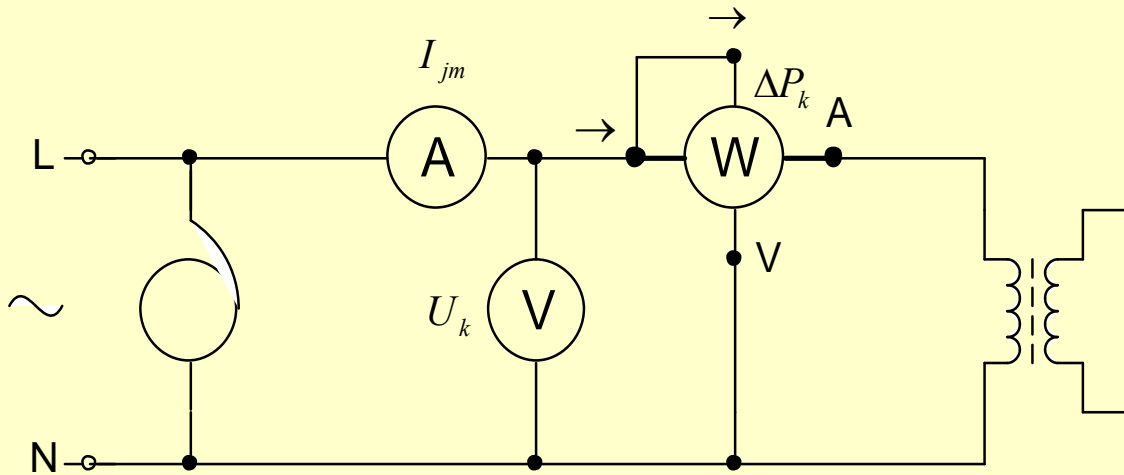 →
I_jm
ΔP_k
→ A
L A W
V
~ U_k V
N